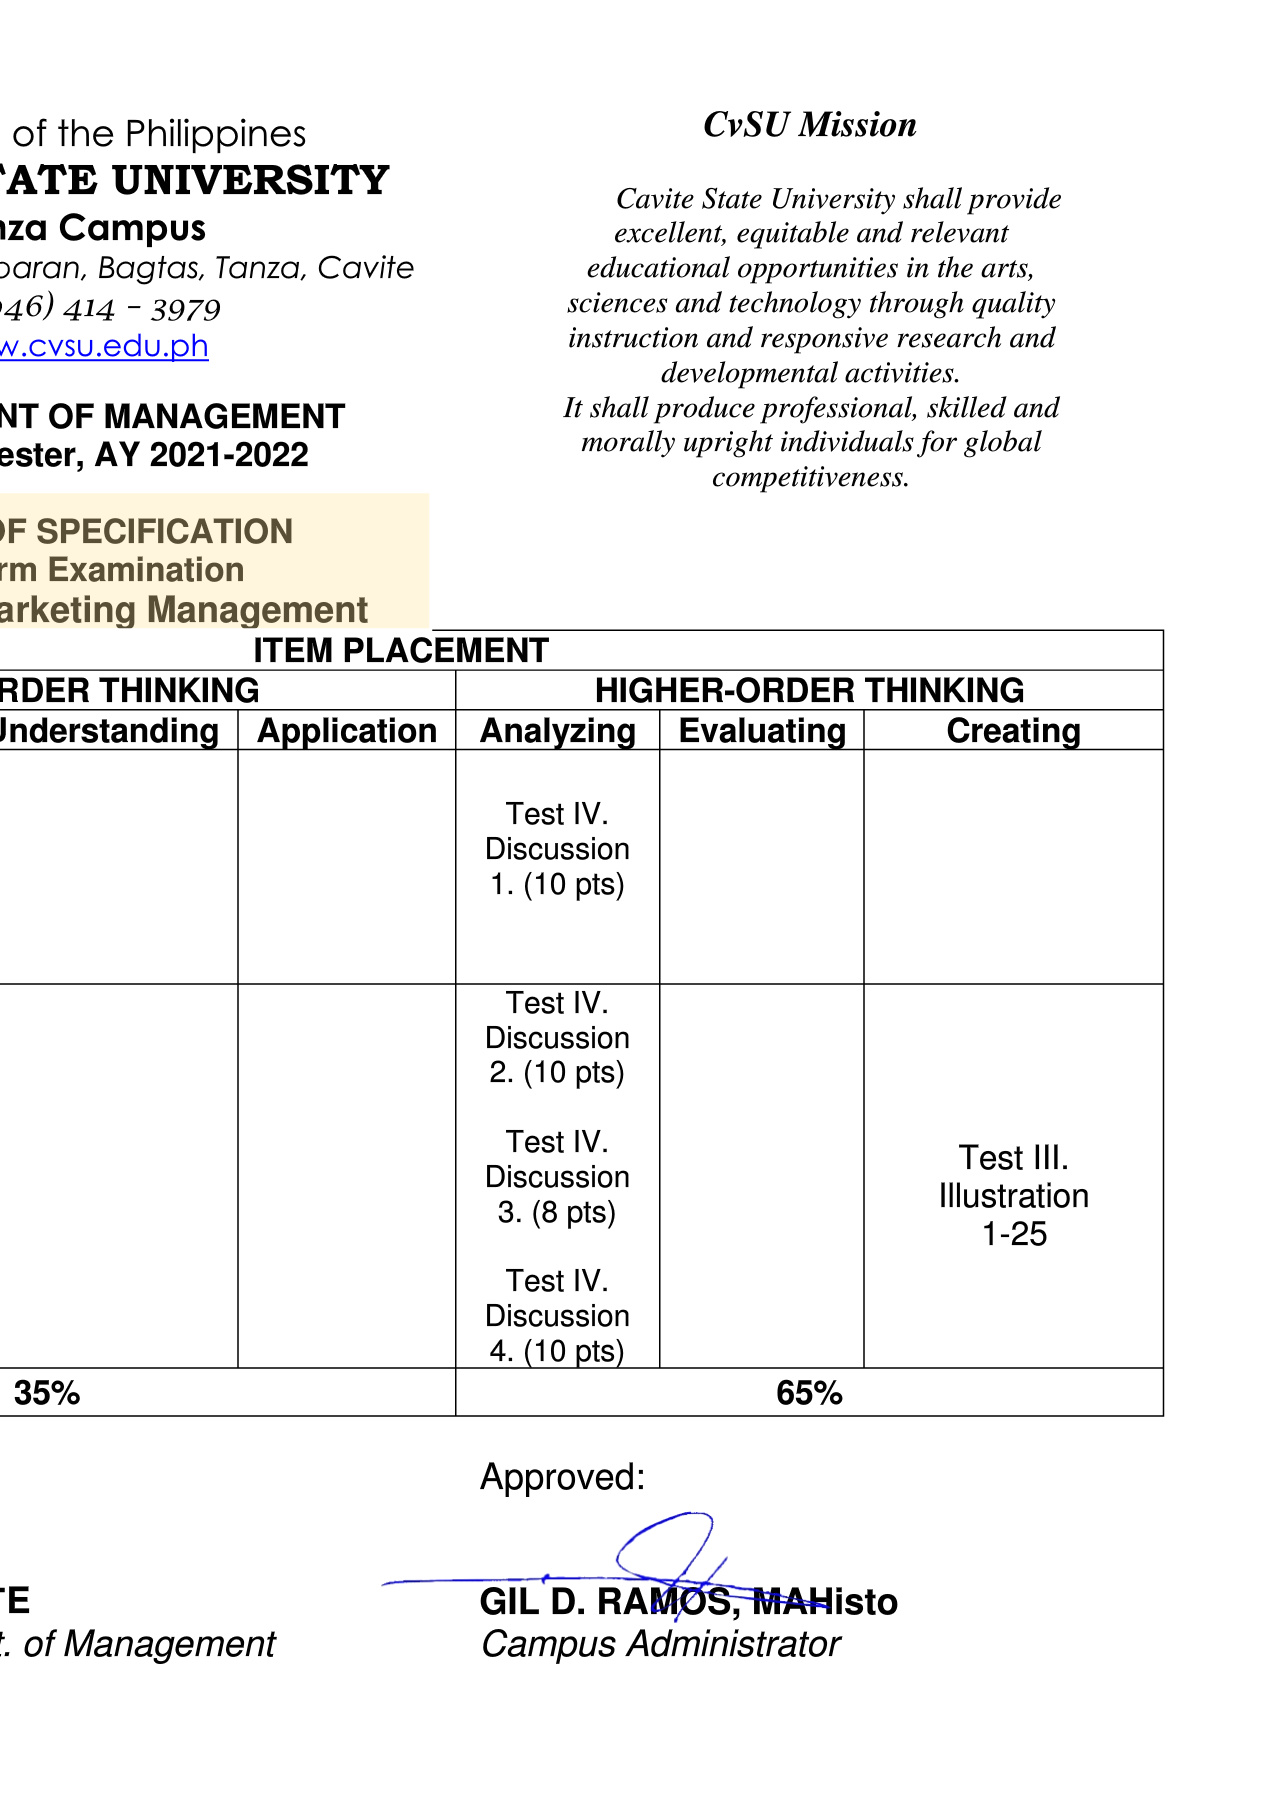 of the Philippines
TATE UNIVERSITY
nza Campus
paran, Bagtas, Tanza, Cavite
046) 414 – 3979
w.cvsu.edu.ph
NT OF MANAGEMENT
ester, AY 2021-2022
OF SPECIFICATION
rm Examination
arketing Management
CvSU Mission
Cavite State University shall provide
excellent, equitable and relevant
educational opportunities in the arts,
sciences and technology through quality
instruction and responsive research and
developmental activities.
It shall produce professional, skilled and
morally upright individuals for global
competitiveness.
ITEM PLACEMENT
RDER THINKING HIGHER-ORDER THINKING
Understanding Application Analyzing Evaluating Creating
Test IV.
Discussion
1. (10 pts)
Test IV.
Discussion
2. (10 pts)
Test IV.
Discussion
3. (8 pts)
Test IV.
Discussion
4. (10 pts)
Test III.
Illustration
1-25
35% 65%
Approved:
TE GIL D. RAMOS, MAHisto
t. of Management Campus Administrator